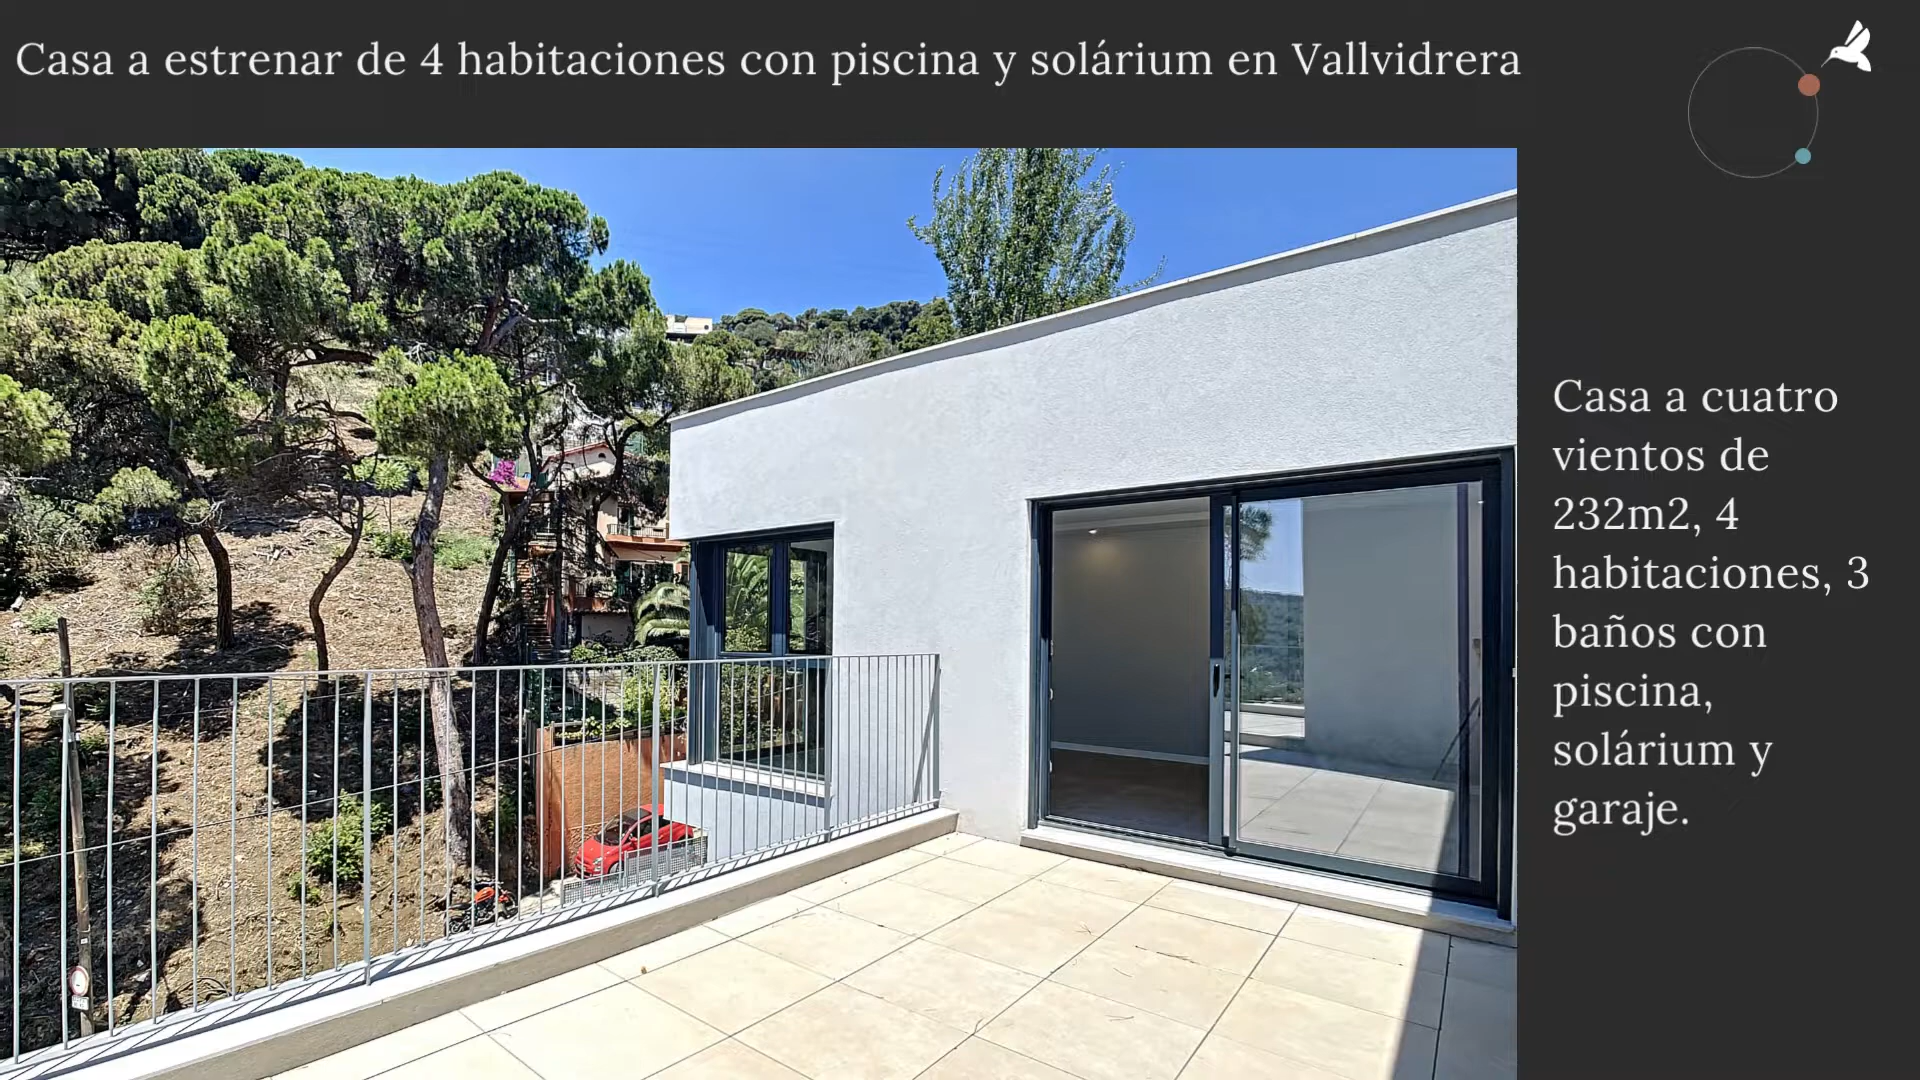 Casa a estrenar de 4 habitaciones con piscina y solárium en Vallvidrera
Casa a cuatro
vientos de
232m2, 4
habitaciones, 3
baños con
piscina,
solárium y
garaje.